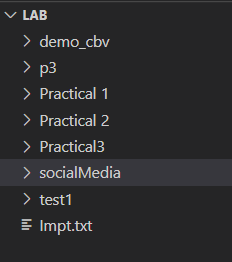 LAB
demo_cbv
p3
Practical 1
Practical 2
Practical3
socialMedia
test1
Impt.txt